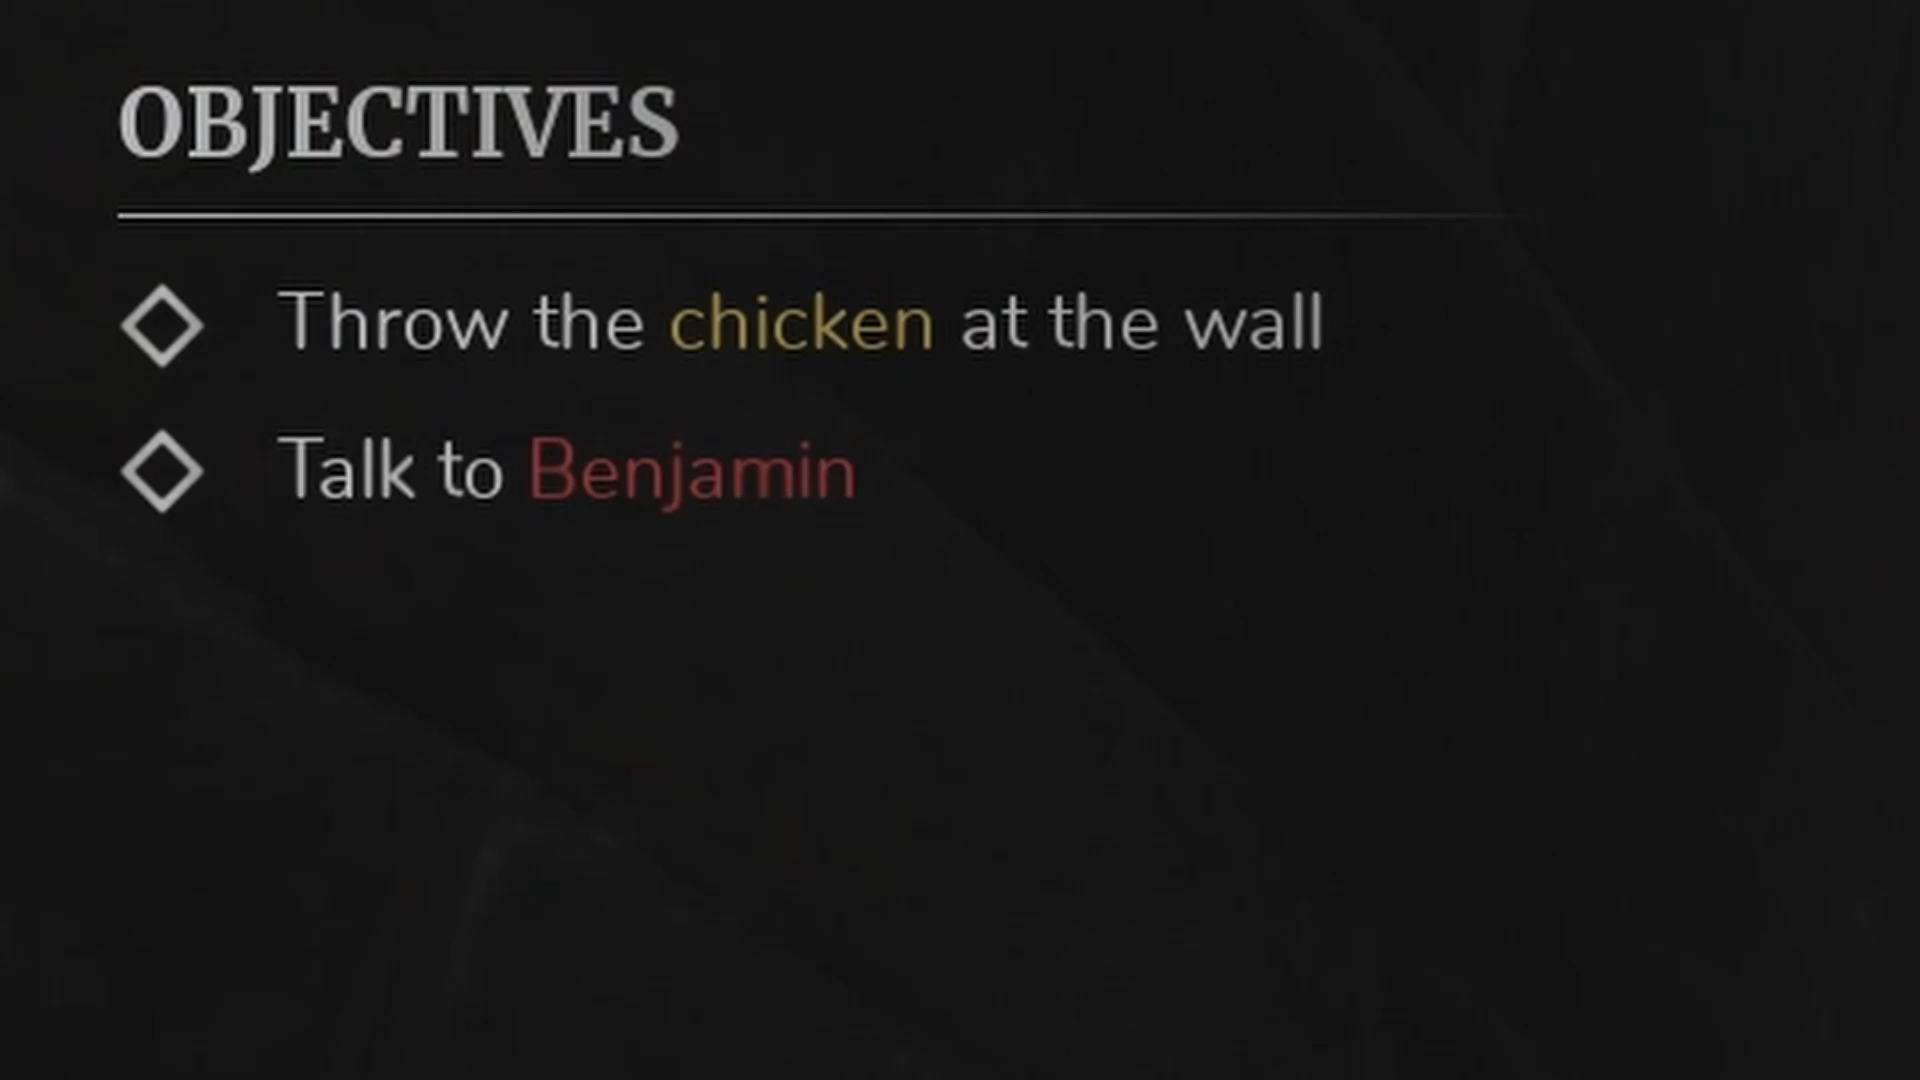 OBJECTIVES
Throw the chicken at the wall
Talk to Benjamin